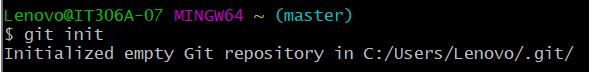 Lenovo@IT306A-07 MINGW64 ~ (master)
$ git init
Initialized empty Git repository in C:/Users/Lenovo/.git/